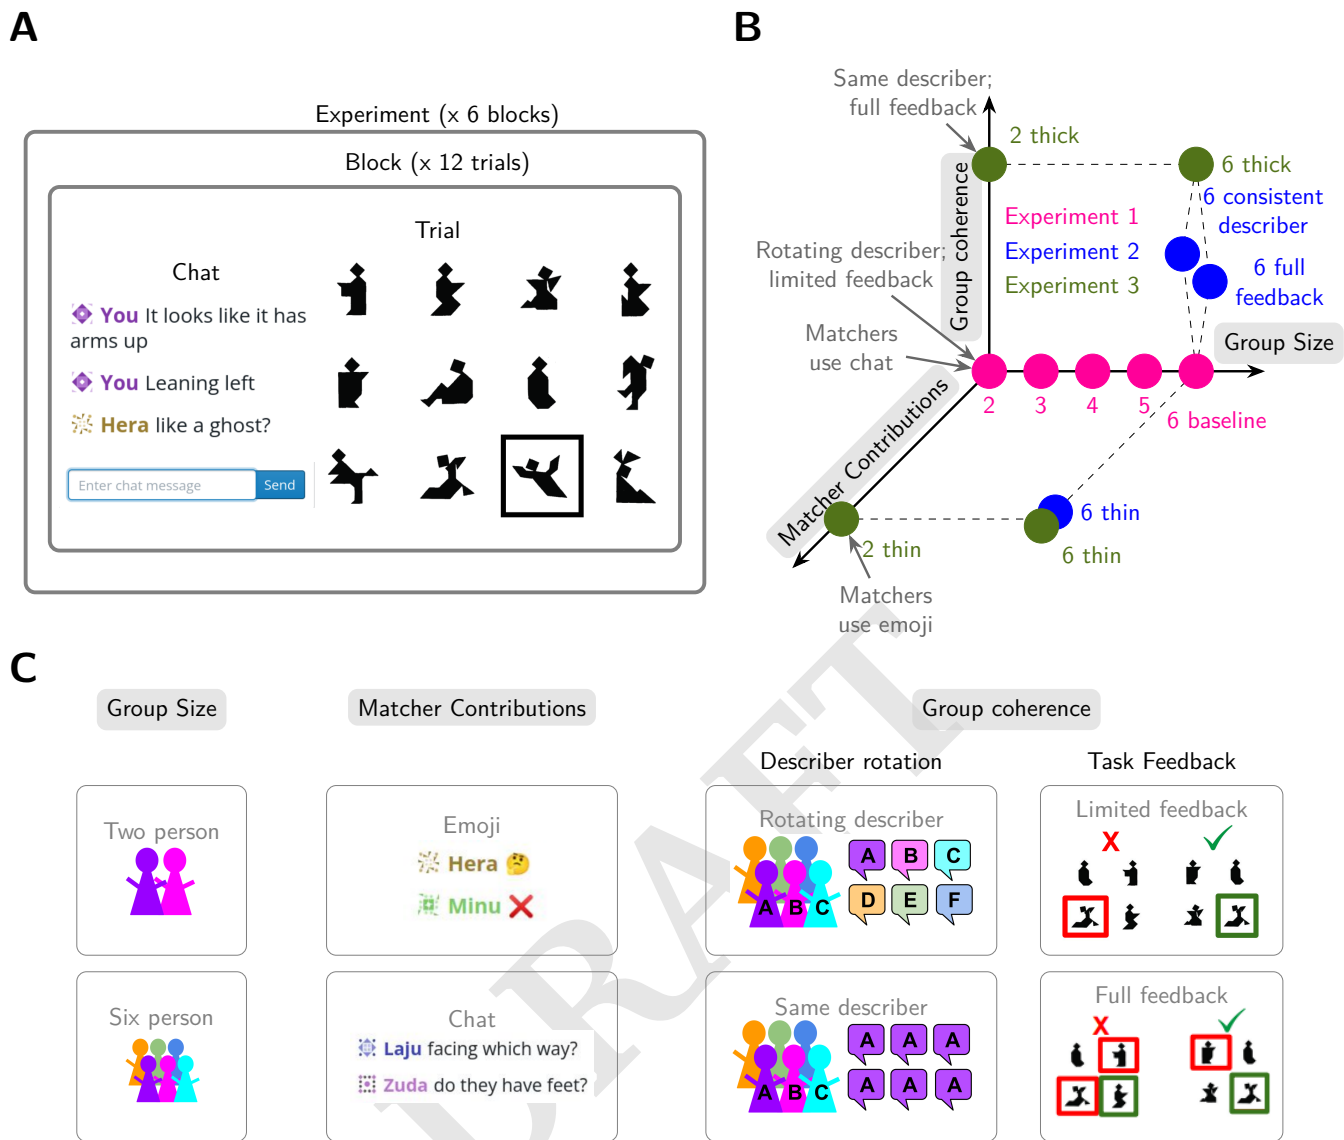 A
Experiment (x 6 blocks)
Block (x 12 trials)
Trial
Chat
You It looks like it has
arms up
You Leaning left
Hera like a ghost?
Enter chat message
Send
B
Same describer;
full feedback
2 thick
6 thick
Group coherence
6 consistent
describer
Experiment 1
Experiment 2
Experiment 3
Rotating describer;
limited feedback
6 full
feedback
Matchers
use chat
Group Size
2
3
4
5
6 baseline
Matcher Contributions
2 thin
6 thin
6 thin
Matchers
use emoji
C
Group Size
Matcher Contributions
Group coherence
Describer rotation
Task Feedback
Two person
Emoji
Hera
Minu
Rotating describer
A B C
A B C
D E F
Limited feedback
X
Six person
Chat
Laju facing which way?
Zuda do they have feet?
Same describer
A B C
A A A
A A A
Full feedback
X
DRAFT